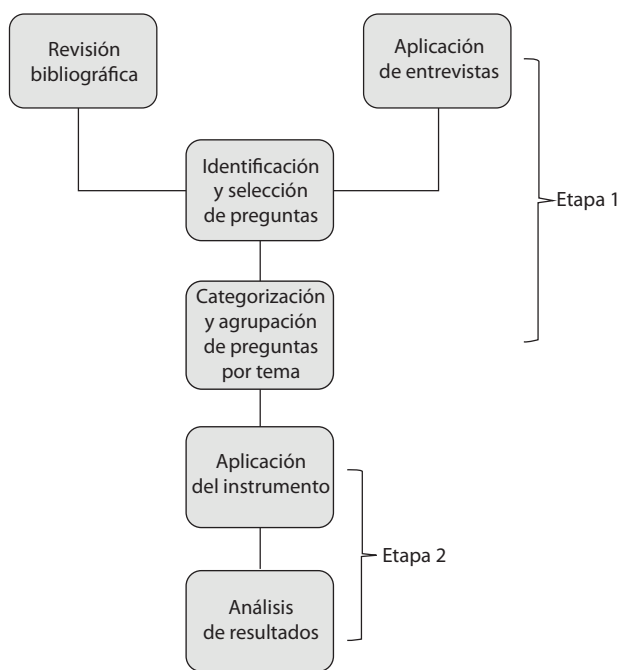 Revisión
bibliográfica
Aplicación
de entrevistas
Identificación
y selección
de preguntas
Etapa 1
Categorización
y agrupación
de preguntas
por tema
Aplicación
del instrumento
Etapa 2
Análisis
de resultados